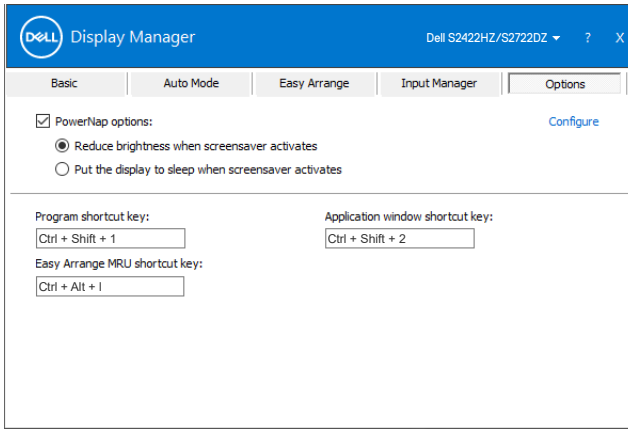 DELL Display Manager Dell S2422HZ/S2722DZ ? X
Basic Auto Mode Easy Arrange Input Manager Options
PowerNap options: Configure
Reduce brightness when screensaver activates
Put the display to sleep when screensaver activates
Program shortcut key: Application window shortcut key:
Ctrl + Shift + 1 Ctrl + Shift + 2
Easy Arrange MRU shortcut key:
Ctrl + Alt + l